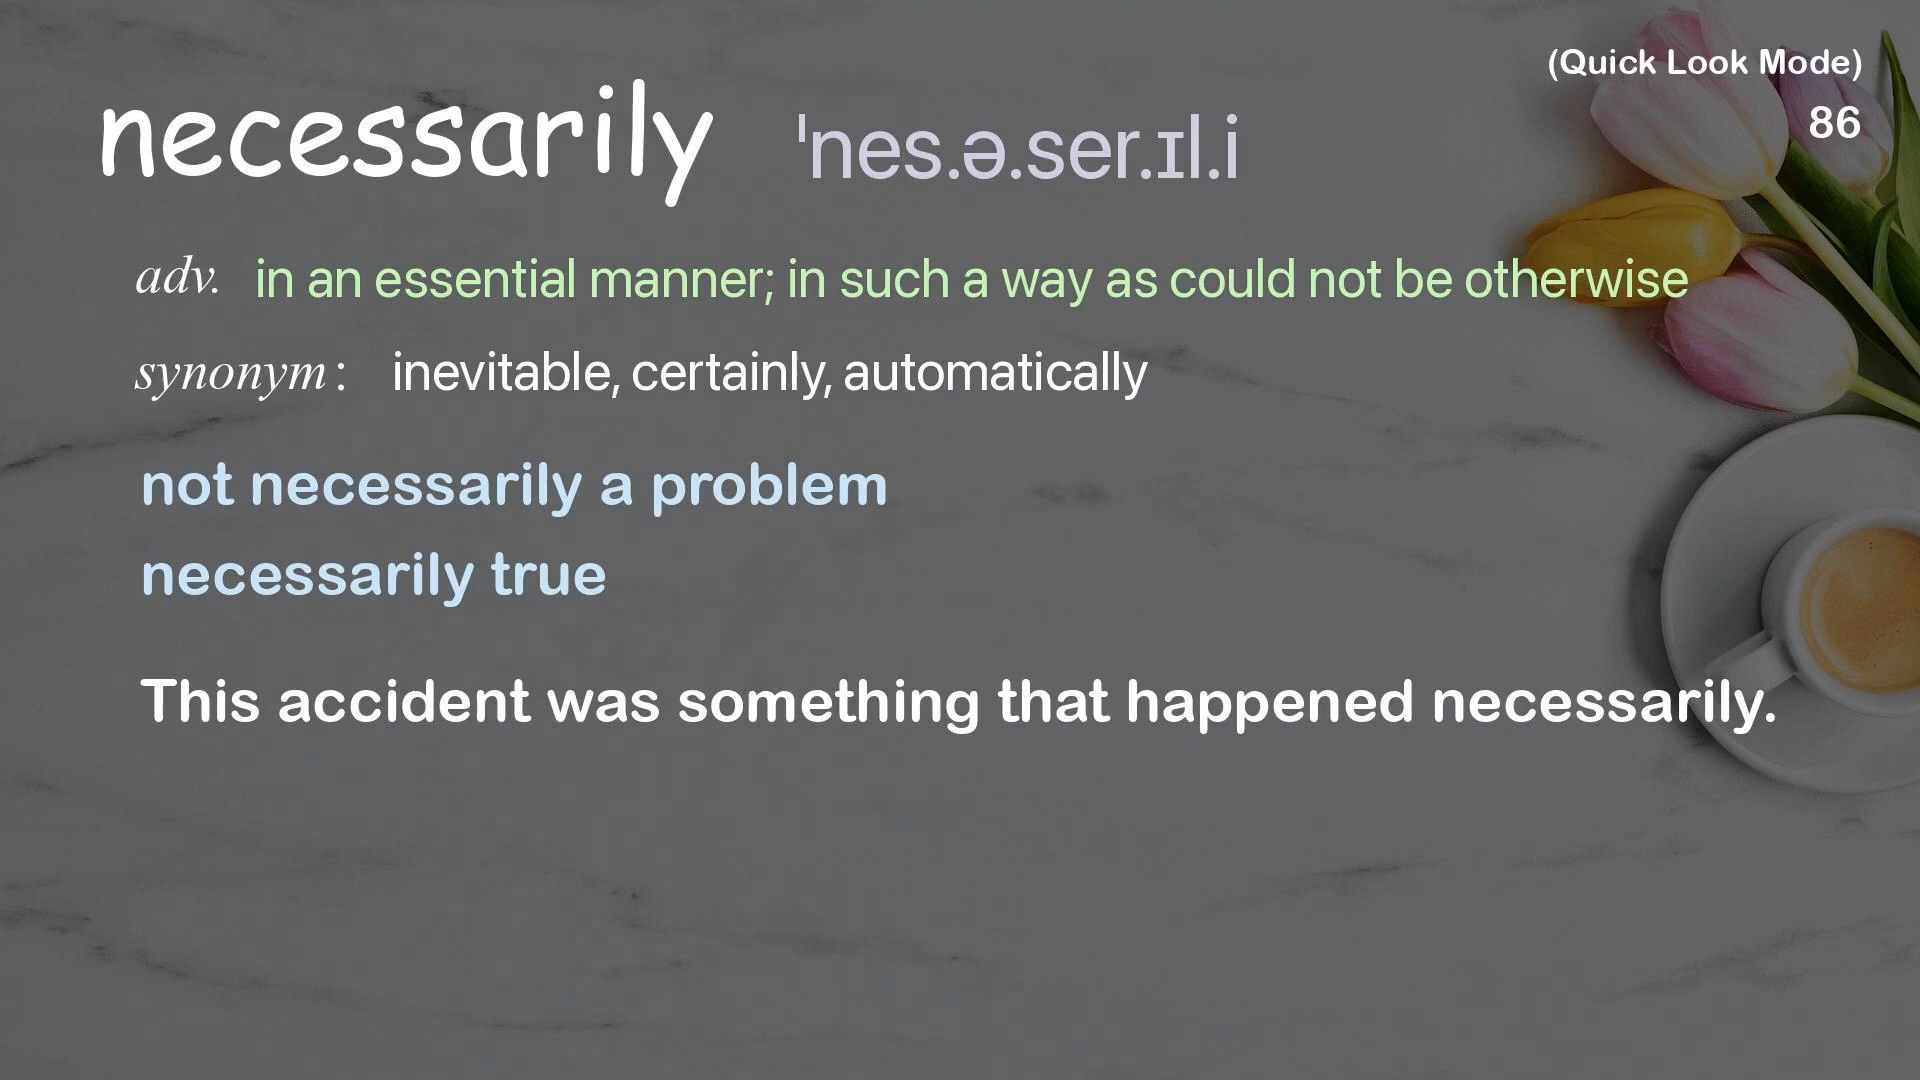 (Quick Look Mode)
necessarily ˈnes.ə.ser.ɪl.i
86
adv. in an essential manner; in such a way as could not be otherwise
synonym: inevitable, certainly, automatically
not necessarily a problem
necessarily true
This accident was something that happened necessarily.